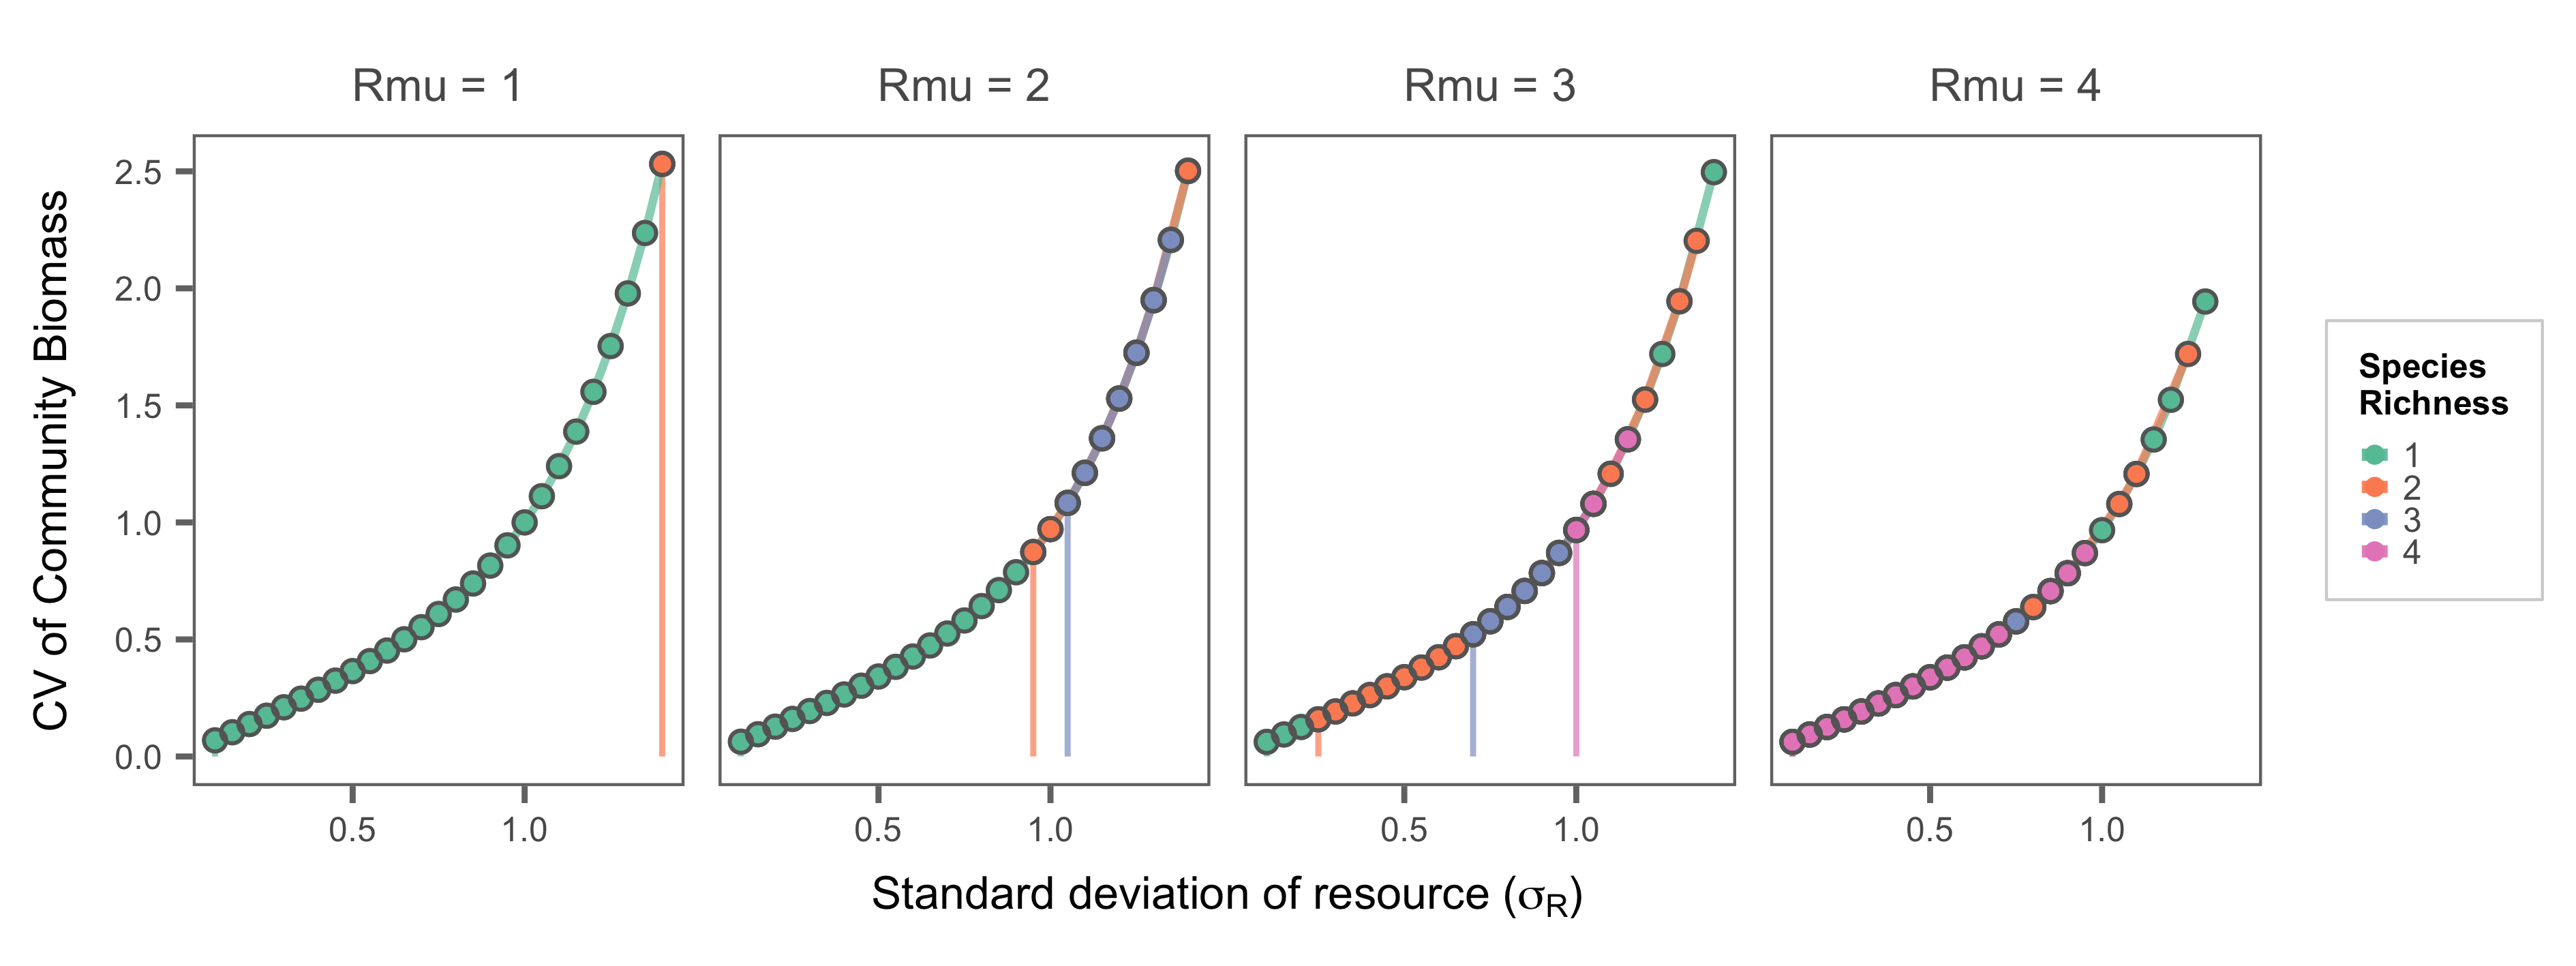 Rmu = 1
Rmu = 2
Rmu = 3
Rmu = 4
CV of Community Biomass
2.5
2.0
1.5
1.0
0.5
0.0
0.5 1.0
0.5 1.0
0.5 1.0
0.5 1.0
Standard deviation of resource (σR)
Species
Richness
1
2
3
4